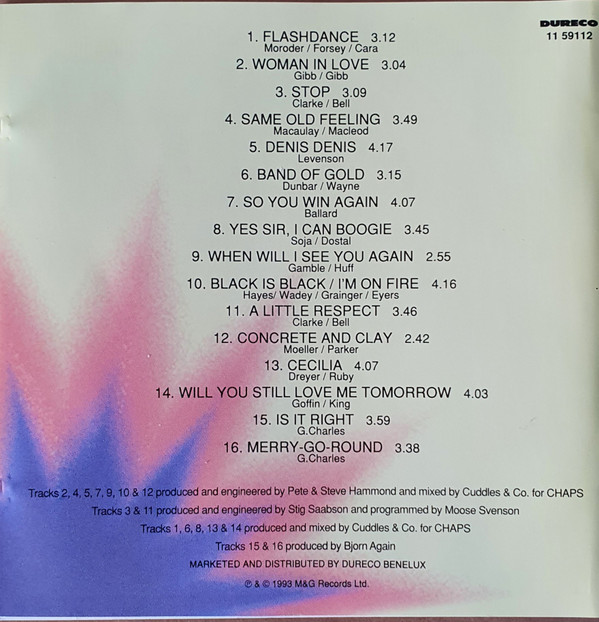 DURECO
11 59112
1. FLASHDANCE 3.12
Moroder / Forsey / Cara
2. WOMAN IN LOVE 3.04
Gibb / Gibb
3. STOP 3.09
Clarke / Bell
4. SAME OLD FEELING 3.49
Macaulay / Macleod
5. DENIS DENIS 4.17
Levenson
6. BAND OF GOLD 3.15
Dunbar / Wayne
7. SO YOU WIN AGAIN 4.07
Ballard
8. YES SIR, I CAN BOOGIE 3.45
Soja / Dostal
9. WHEN WILL I SEE YOU AGAIN 2.55
Gamble / Huff
10. BLACK IS BLACK / I'M ON FIRE 4.16
Hayes/ Wadey / Grainger / Eyers
11. A LITTLE RESPECT 3.46
Clarke / Bell
12. CONCRETE AND CLAY 2.42
Moeller / Parker
13. CECILIA 4.07
Dreyer / Ruby
14. WILL YOU STILL LOVE ME TOMORROW 4.03
Goffin / King
15. IS IT RIGHT 3.59
G.Charles
16. MERRY-GO-ROUND 3.38
G.Charles
Tracks 2, 4, 5, 7, 9, 10 & 12 produced and engineered by Pete & Steve Hammond and mixed by Cuddles & Co. for CHAPS
Tracks 3 & 11 produced and engineered by Stig Saabson and programmed by Moose Svenson
Tracks 1, 6, 8, 13 & 14 produced and mixed by Cuddles & Co. for CHAPS
Tracks 15 & 16 produced by Bjorn Again
MARKETED AND DISTRIBUTED BY DURECO BENELUX
℗ & © 1993 M&G Records Ltd.